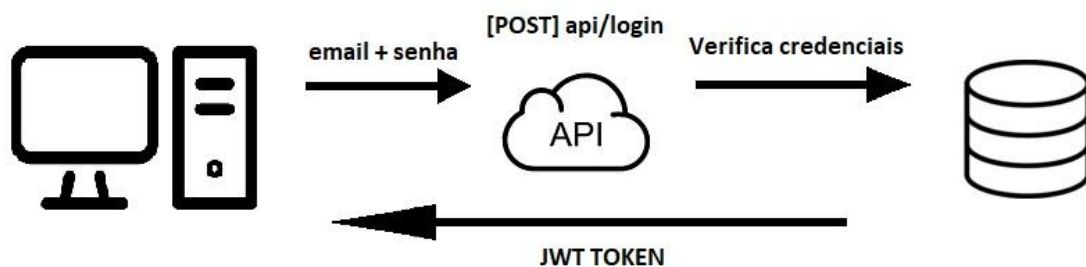 [POST] api/login
email + senha
Verifica credenciais
API
JWT TOKEN